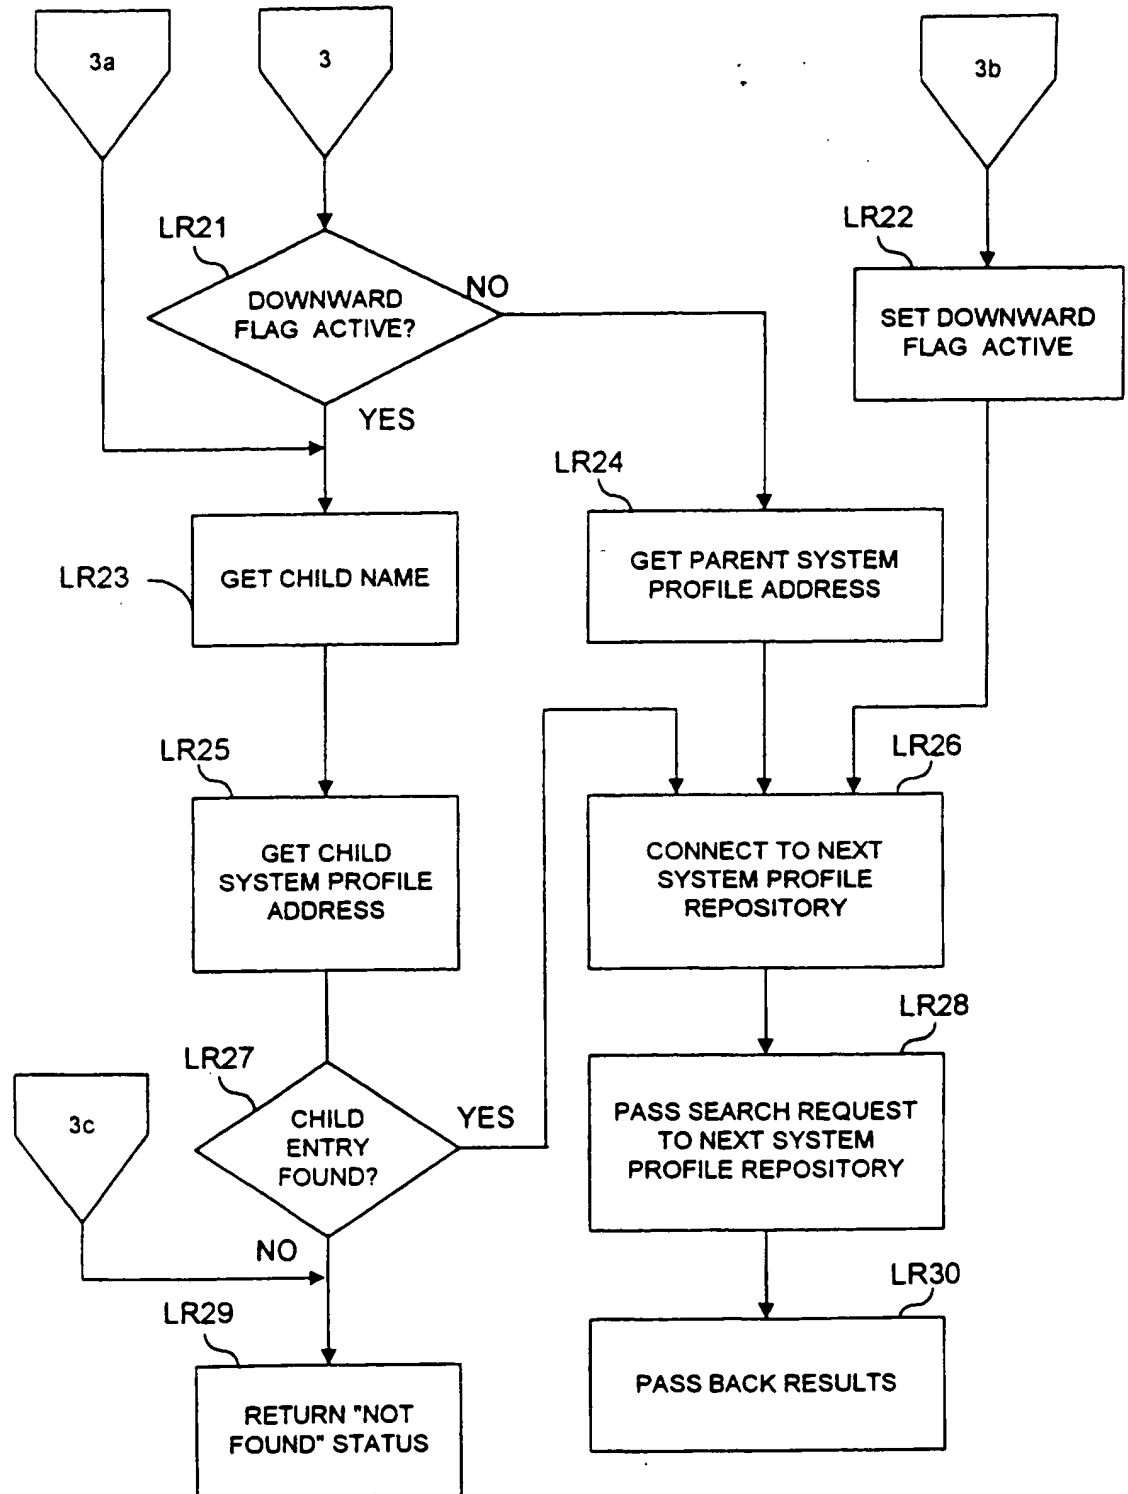 3a
3
3b
LR21
LR22
DOWNWARD
FLAG ACTIVE?
NO
SET DOWNWARD
FLAG ACTIVE
YES
LR24
LR23
GET CHILD NAME
GET PARENT SYSTEM
PROFILE ADDRESS
LR25
LR26
GET CHILD
SYSTEM PROFILE
ADDRESS
CONNECT TO NEXT
SYSTEM PROFILE
REPOSITORY
LR28
LR27
3c
CHILD
ENTRY
FOUND?
YES
PASS SEARCH REQUEST
TO NEXT SYSTEM
PROFILE REPOSITORY
NO
LR30
LR29
PASS BACK RESULTS
RETURN "NOT
FOUND" STATUS